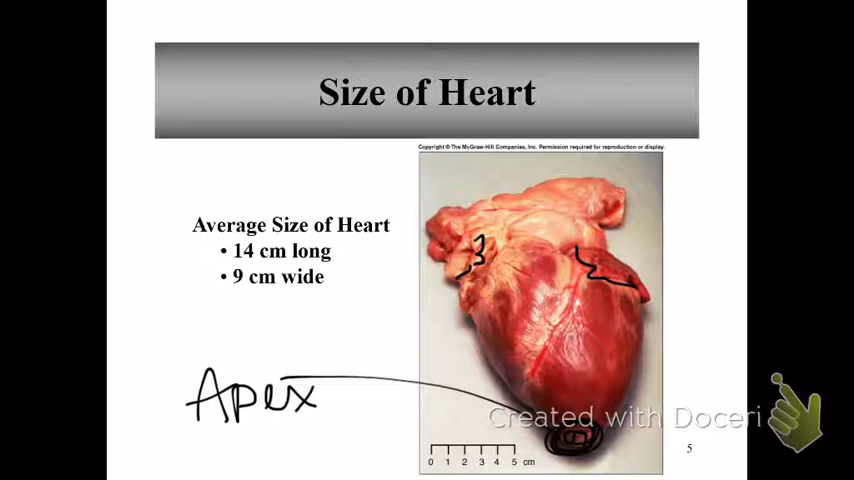 Size of Heart
Copyright © The McGraw-Hill Companies, Inc. Permission required for reproduction or display.
Average Size of Heart
• 14 cm long
• 9 cm wide
Apex
Created with Doceri
0 1 2 3 4 5 cm
5